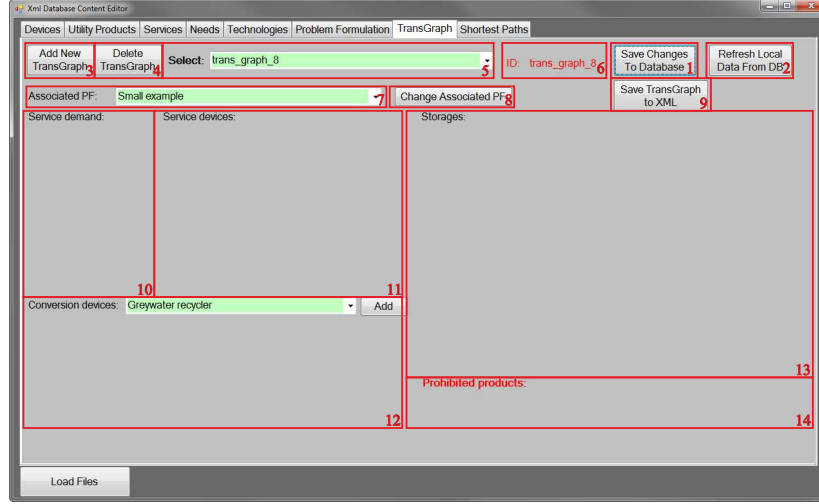 Xml Database Content Editor
Devices Utility Products Services Needs Technologies Problem Formulation TransGraph Shortest Paths
Add New TransGraph 3
Delete TransGraph 4
Select: trans_graph_8 5
ID: trans_graph_8 6
Save Changes To Database 1
Refresh Local Data From DB 2
Associated PF: Small example 7
Change Associated PF 8
Save TransGraph to XML 9
Service demand:
10
Service devices:
11
Storages:
13
Conversion devices: Greywater recycler Add
12
Prohibited products:
14
Load Files